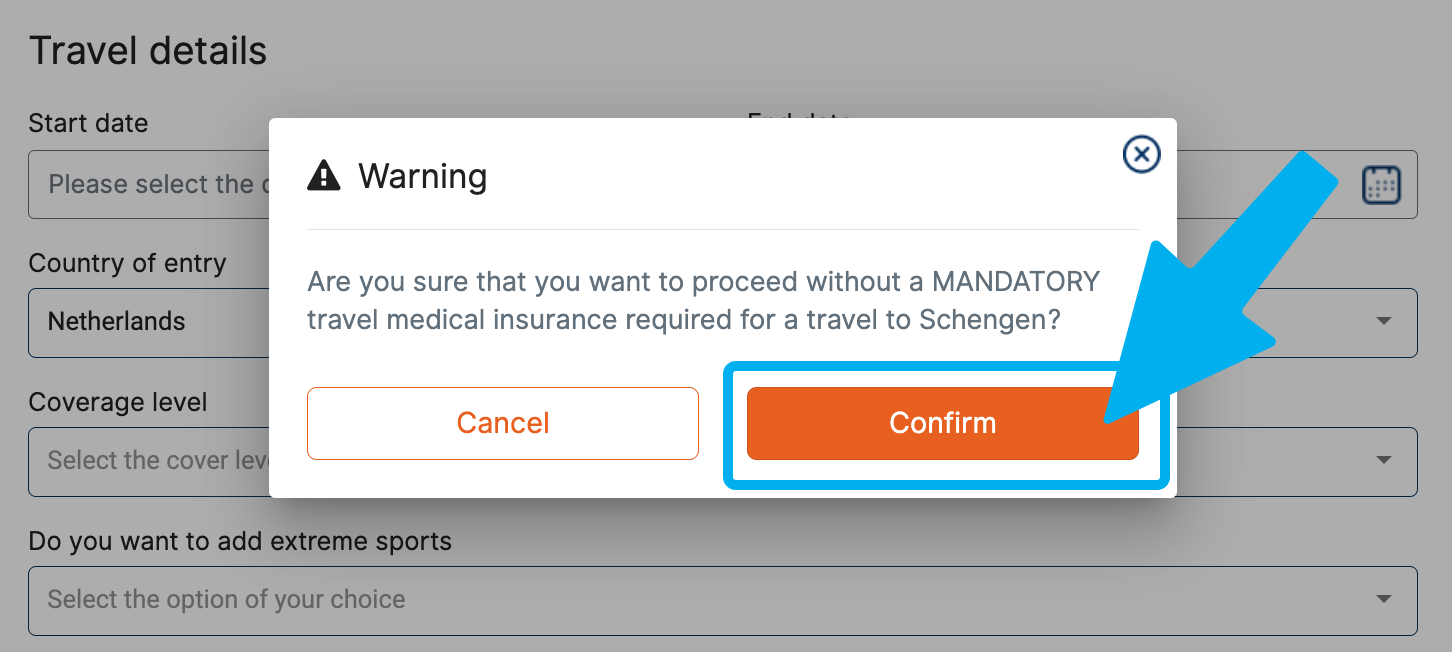 Travel details
Start date
Please select the
Country of entry
Netherlands
Coverage level
Select the cover
Do you want to add extreme sports
Select the option of your choice
Warning
Are you sure that you want to proceed without a MANDATORY
travel medical insurance required for a travel to Schengen?
Cancel
Confirm